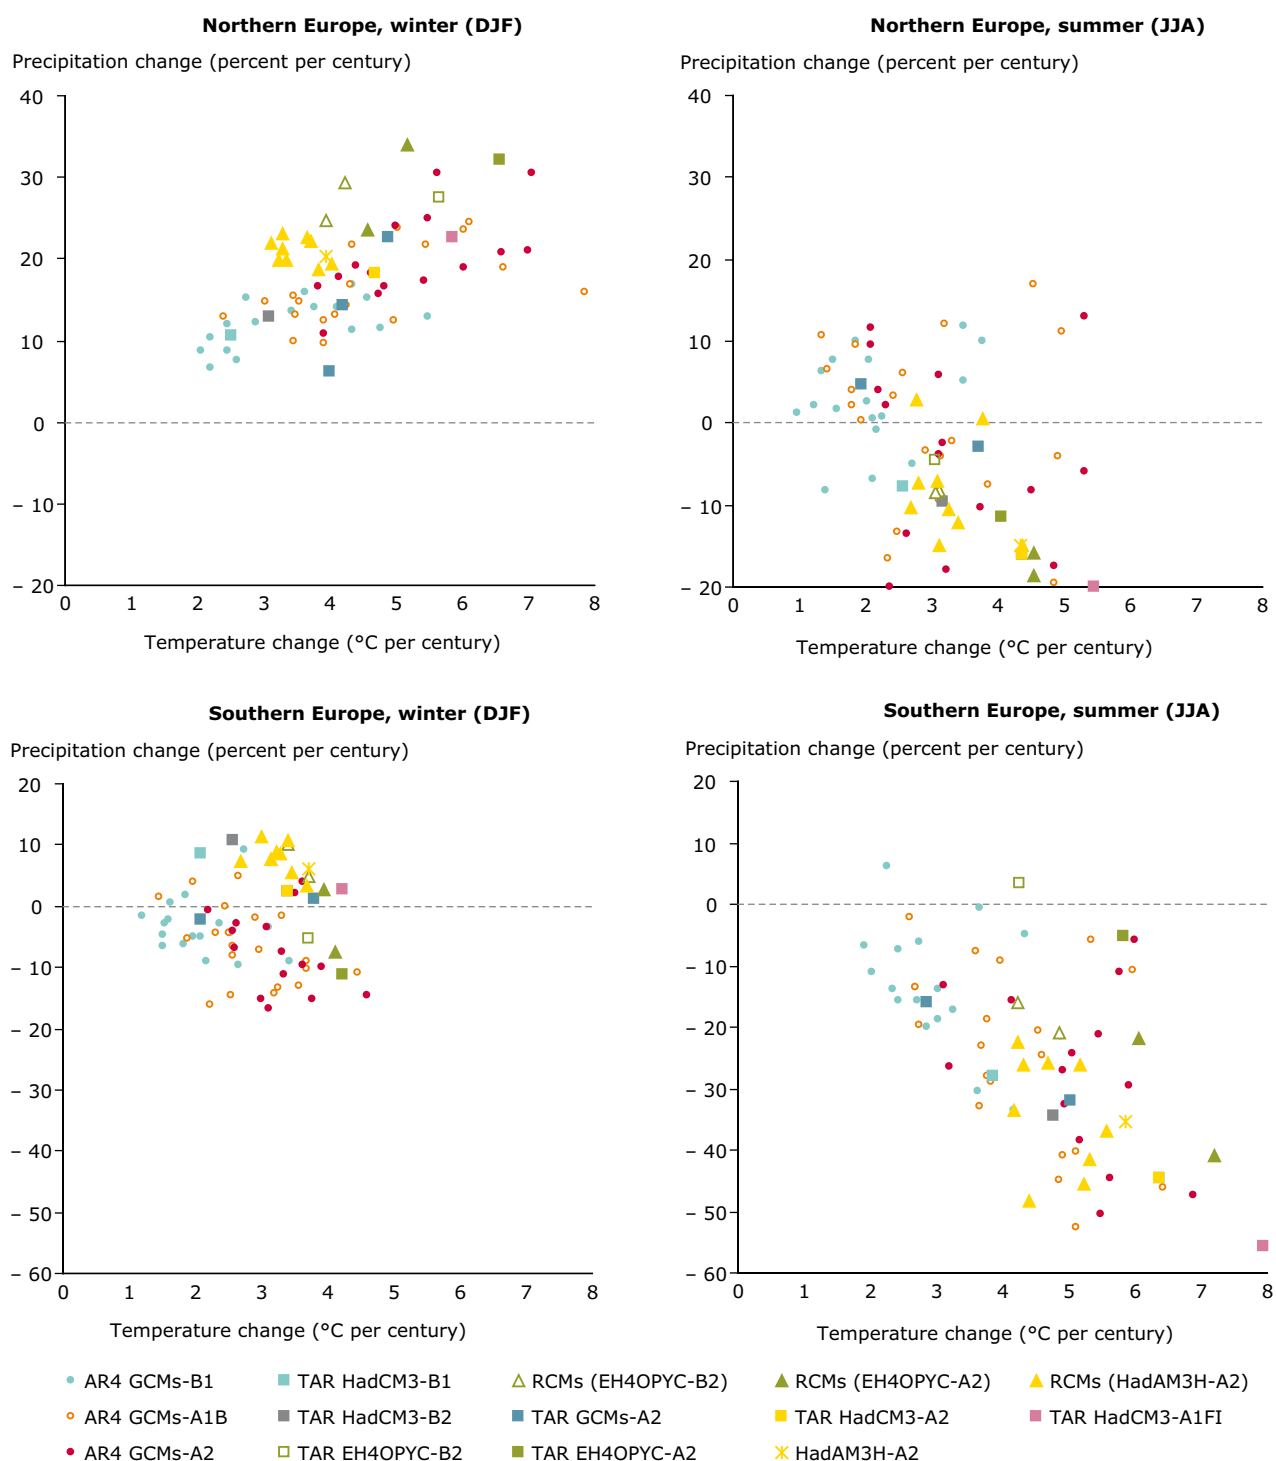 Northern Europe, winter (DJF)
Precipitation change (percent per century)
40
30
20
10
0
– 10
– 20
0 1 2 3 4 5 6 7 8
Temperature change (°C per century)
Northern Europe, summer (JJA)
Precipitation change (percent per century)
40
30
20
10
0
– 10
– 20
0 1 2 3 4 5 6 7 8
Temperature change (°C per century)
Southern Europe, winter (DJF)
Precipitation change (percent per century)
20
10
0
– 10
– 20
– 30
– 40
– 50
– 60
0 1 2 3 4 5 6 7 8
Temperature change (°C per century)
Southern Europe, summer (JJA)
Precipitation change (percent per century)
20
10
0
– 10
– 20
– 30
– 40
– 50
– 60
0 1 2 3 4 5 6 7 8
Temperature change (°C per century)
AR4 GCMs-B1 TAR HadCM3-B1 RCMs (EH4OPYC-B2) RCMs (EH4OPYC-A2) RCMs (HadAM3H-A2)
AR4 GCMs-A1B TAR HadCM3-B2 TAR GCMs-A2 TAR HadCM3-A2 TAR HadCM3-A1FI
AR4 GCMs-A2 TAR EH4OPYC-B2 TAR EH4OPYC-A2 HadAM3H-A2